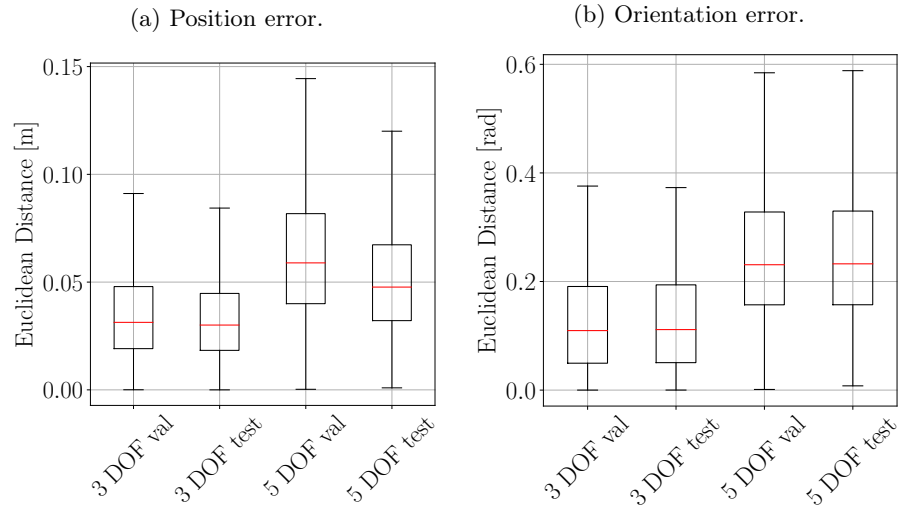 (a) Position error.
Euclidean Distance [m]
0.15
0.10
0.05
0.00
3 DOF val
3 DOF test
5 DOF val
5 DOF test
(b) Orientation error.
Euclidean Distance [rad]
0.6
0.4
0.2
0.0
3 DOF val
3 DOF test
5 DOF val
5 DOF test